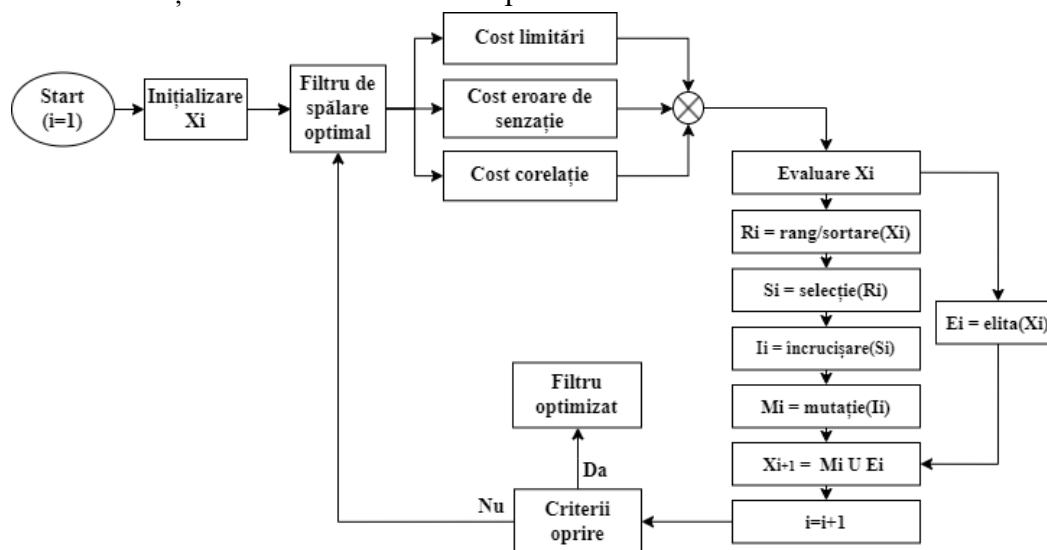 Start
(i=1)
Inițializare
Xi
Filtru de
spălare
optimal
Cost limitări
Cost eroare de
senzație
Cost corelație
Evaluare Xi
Ri = rang/sortare(Xi)
Si = selecție(Ri)
Ei = elita(Xi)
Ii = încrucișare(Si)
Mi = mutație(Ii)
Xi+1 = Mi U Ei
i=i+1
Filtru
optimizat
Da
Nu
Criterii
oprire